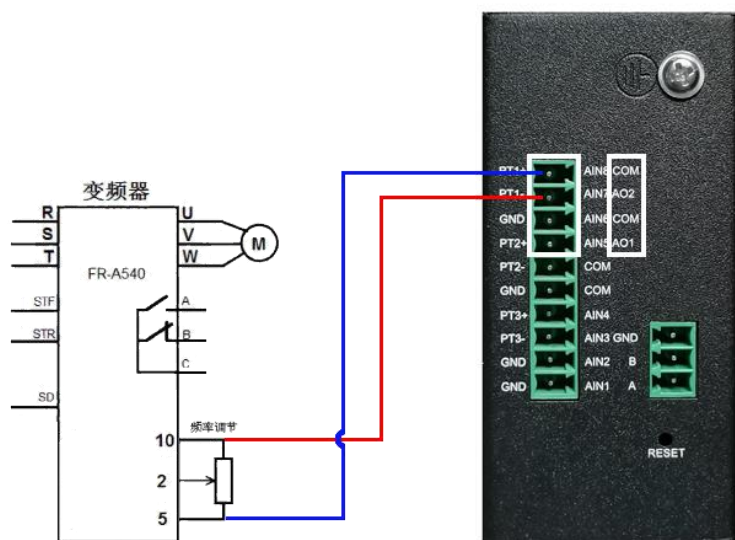 变频器
R
S
T
U
V
W
M
FR-A540
STF
STR
SD
A
B
C
频率调节
10
2
5
PT1+ AIN8 COM
PT1- AIN7 AO2
GND AIN6 COM
PT2+ AIN5 AO1
PT2- COM
GND COM
PT3+ AIN4
PT3- AIN3 GND
GND AIN2 B
GND AIN1 A
RESET